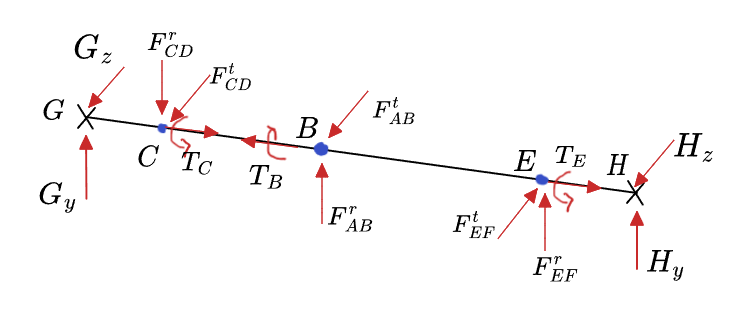 G_z
F^r_{CD}
F^t_{CD}
G
F^t_{AB}
B
C
T_C
T_B
E
T_E
H
H_z
G_y
F^r_{AB}
F^t_{EF}
F^r_{EF}
H_y